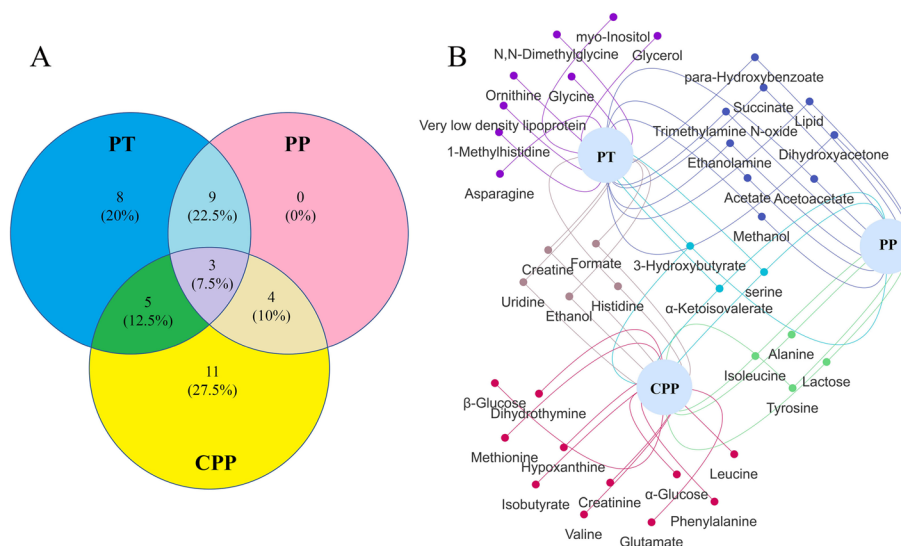 A
PT
PP
8
(20%)
9
(22.5%)
0
(0%)
3
(7.5%)
5
(12.5%)
4
(10%)
11
(27.5%)
CPP
B
myo-Inositol
N,N-Dimethylglycine
Glycerol
Ornithine
Glycine
Very low density lipoprotein
1-Methylhistidine
Asparagine
PT
para-Hydroxybenzoate
Succinate
Lipid
Trimethylamine N-oxide
Dihydroxyacetone
Ethanolamine
Acetate
Acetoacetate
Methanol
PP
Creatine
Formate
3-Hydroxybutyrate
serine
Uridine
Histidine
α-Ketoisovalerate
Ethanol
Alanine
Isoleucine
Lactose
Tyrosine
CPP
β-Glucose
Dihydrothymine
Methionine
Hypoxanthine
Leucine
Isobutyrate
Creatinine
α-Glucose
Valine
Phenylalanine
Glutamate